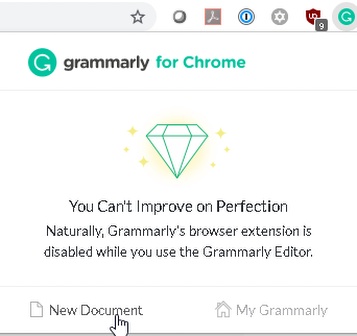 9
grammarly for Chrome
You Can't Improve on Perfection
Naturally, Grammarly's browser extension is
disabled while you use the Grammarly Editor.
New Document My Grammarly